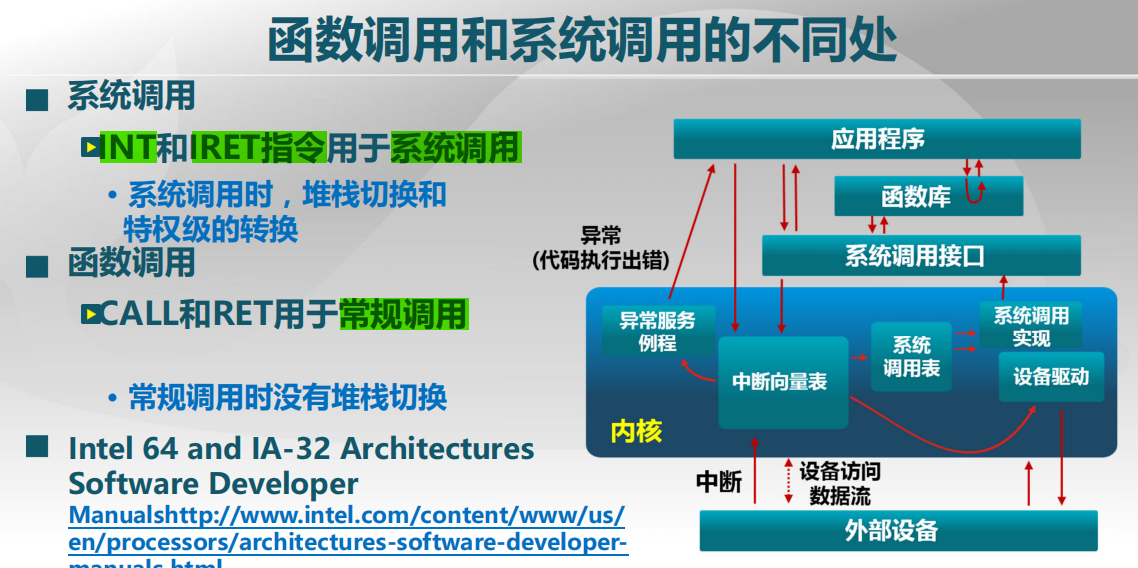 函数调用和系统调用的不同处
系统调用
INT和IRET指令用于系统调用
• 系统调用时，堆栈切换和
特权级的转换
函数调用
CALL和RET用于常规调用
• 常规调用时没有堆栈切换
Intel 64 and IA-32 Architectures
Software Developer
Manualshttp://www.intel.com/content/www/us/
en/processors/architectures-software-developer-
manuals.html
应用程序
函数库
异常
(代码执行出错)
系统调用接口
异常服务
例程
中断向量表
系统
调用表
系统调用
实现
设备驱动
内核
中断
设备访问
数据流
外部设备